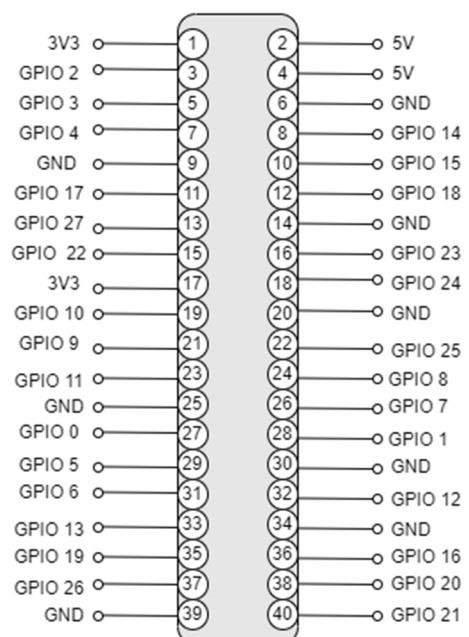 3V3 1 2 5V
GPIO 2 3 4 5V
GPIO 3 5 6 GND
GPIO 4 7 8 GPIO 14
GND 9 10 GPIO 15
GPIO 17 11 12 GPIO 18
GPIO 27 13 14 GND
GPIO 22 15 16 GPIO 23
3V3 17 18 GPIO 24
GPIO 10 19 20 GND
GPIO 9 21 22 GPIO 25
GPIO 11 23 24 GPIO 8
GND 25 26 GPIO 7
GPIO 0 27 28 GPIO 1
GPIO 5 29 30 GND
GPIO 6 31 32 GPIO 12
GPIO 13 33 34 GND
GPIO 19 35 36 GPIO 16
GPIO 26 37 38 GPIO 20
GND 39 40 GPIO 21